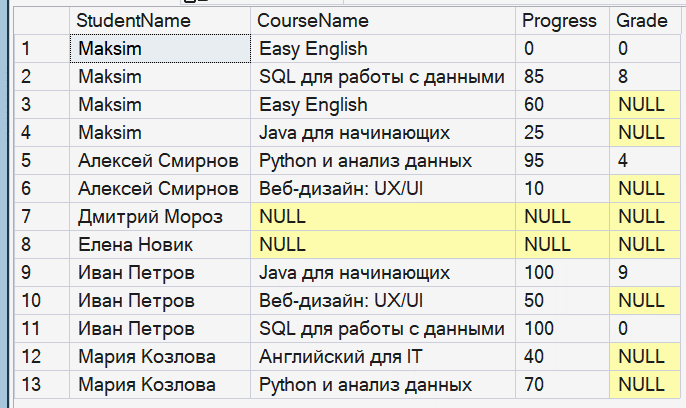 StudentName CourseName Progress Grade
1 Maksim Easy English 0 0
2 Maksim SQL для работы с данными 85 8
3 Maksim Easy English 60 NULL
4 Maksim Java для начинающих 25 NULL
5 Алексей Смирнов Python и анализ данных 95 4
6 Алексей Смирнов Веб-дизайн: UX/UI 10 NULL
7 Дмитрий Мороз NULL NULL NULL
8 Елена Новик NULL NULL NULL
9 Иван Петров Java для начинающих 100 9
10 Иван Петров Веб-дизайн: UX/UI 50 NULL
11 Иван Петров SQL для работы с данными 100 0
12 Мария Козлова Английский для IT 40 NULL
13 Мария Козлова Python и анализ данных 70 NULL